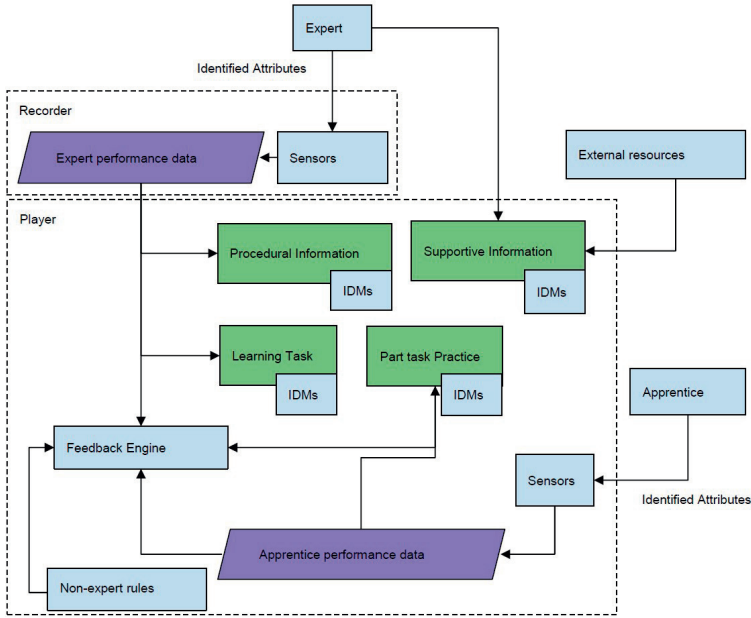 Expert
Identified Attributes
Recorder
Expert performance data
Sensors
External resources
Player
Procedural Information
IDMs
Supportive Information
IDMs
Learning Task
IDMs
Part task Practice
IDMs
Apprentice
Feedback Engine
Sensors
Identified Attributes
Apprentice performance data
Non-expert rules